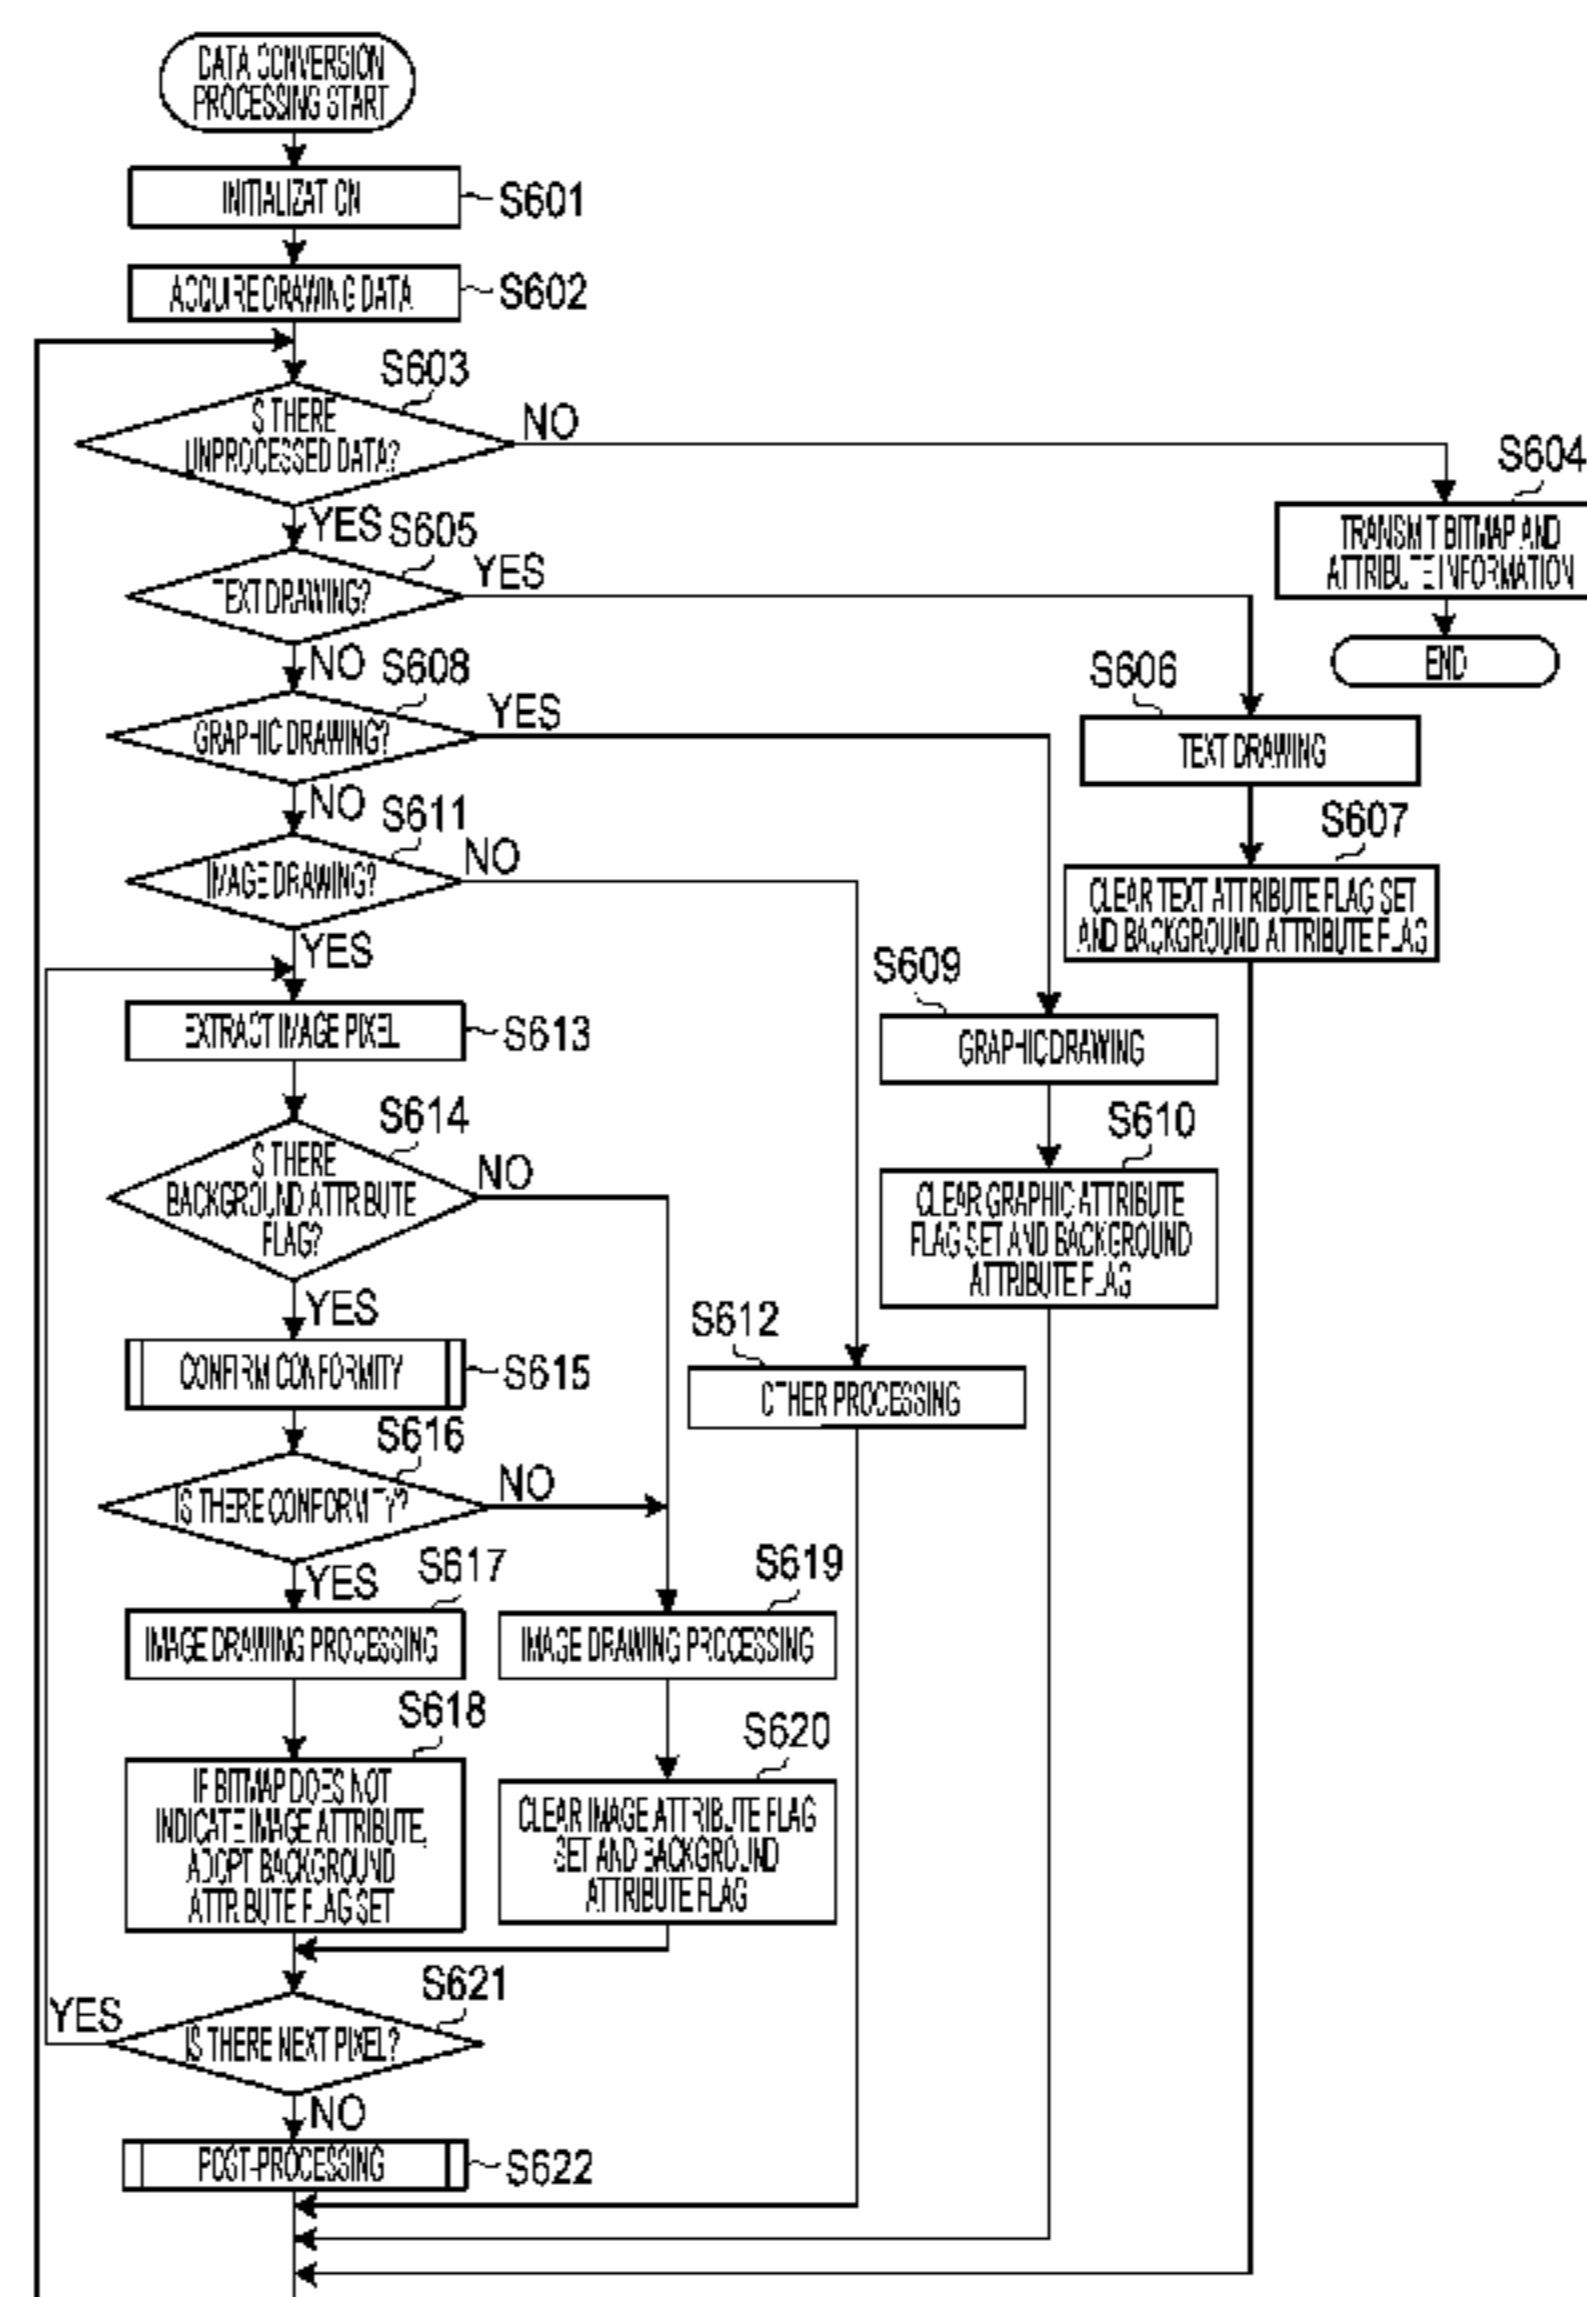 DATA CONVERSION
PROCESSING START
INITIALIZATION
S601
ACQUIRE DRAWING DATA
S602
S603
IS THERE
UNPROCESSED DATA?
NO
YES
S604
TRANSMIT BITMAP AND
ATTRIBUTE INFORMATION
END
S605
TEXT DRAWING?
YES
NO
S606
TEXT DRAWING
S607
CLEAR TEXT ATTRIBUTE FLAG SET
AND BACKGROUND ATTRIBUTE FLAG
S608
GRAPHIC DRAWING?
YES
NO
S609
GRAPHIC DRAWING
S610
CLEAR GRAPHIC ATTRIBUTE
FLAG SET AND BACKGROUND
ATTRIBUTE FLAG
S611
IMAGE DRAWING?
NO
YES
S612
OTHER PROCESSING
EXTRACT IMAGE PIXEL
S613
S614
IS THERE
BACKGROUND ATTRIBUTE
FLAG?
NO
YES
CONFIRM CONFORMITY
S615
S616
IS THERE CONFORMITY?
NO
YES
S617
IMAGE DRAWING PROCESSING
S618
IF BITMAP DOES NOT
INDICATE IMAGE ATTRIBUTE,
ADOPT BACKGROUND
ATTRIBUTE FLAG SET
S619
IMAGE DRAWING PROCESSING
S620
CLEAR IMAGE ATTRIBUTE FLAG
SET AND BACKGROUND
ATTRIBUTE FLAG
S621
IS THERE NEXT PIXEL?
YES
NO
POST-PROCESSING
S622